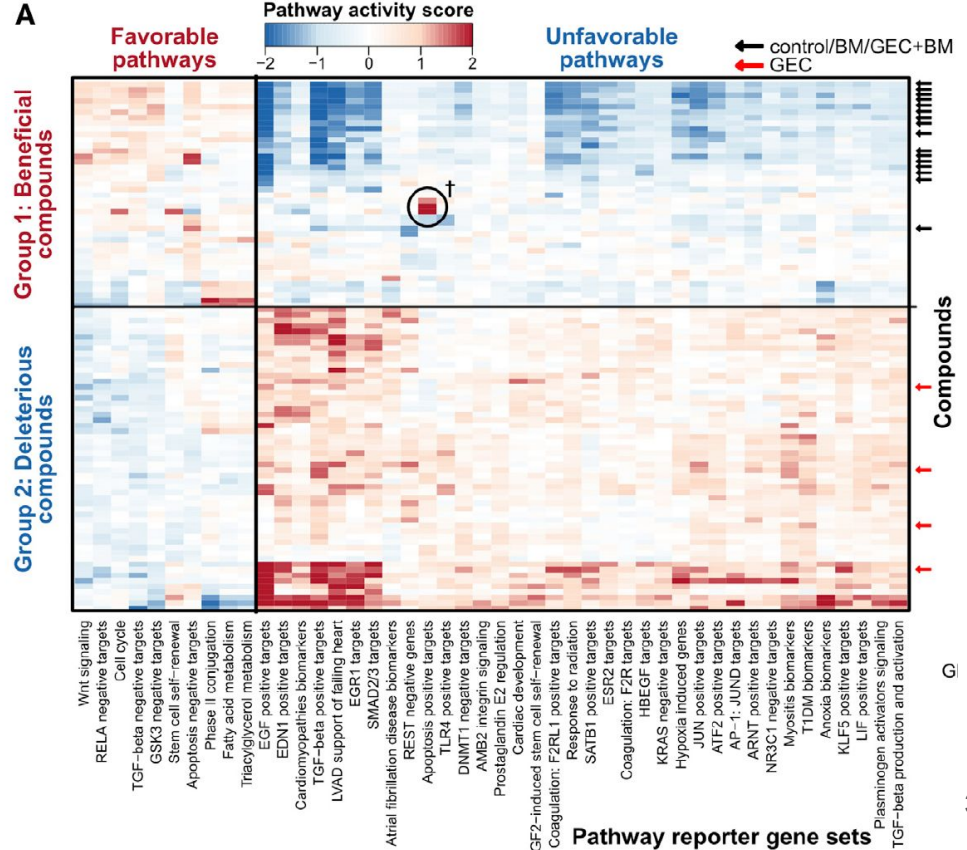 A
Pathway activity score
−2 −1 0 1 2
Favorable
pathways
Unfavorable
pathways
control/BM/GEC+BM
GEC
Group 1: Beneficial
compounds
Group 2: Deleterious
compounds
†
Compounds
Wnt signaling
RELA negative targets
Cell cycle
TGF−beta negative targets
GSK3 negative targets
Stem cell self−renewal
Apoptosis negative targets
Phase II conjugation
Fatty acid metabolism
Triacylglycerol metabolism
EGF positive targets
EDN1 positive targets
Cardiomyopathies biomarkers
TGF−beta positive targets
LVAD support of failing heart
EGR1 targets
SMAD2/3 targets
Atrial fibrillation disease biomarkers
REST negative genes
Apoptosis positive targets
TLR4 positive targets
DNMT1 negative targets
AMB2 integrin signaling
Prostaglandin E2 regulation
Cardiac development
GF2−induced stem cell self−renewal
Coagulation: F2RL1 positive targets
Response to radiation
SATB1 positive targets
ESR2 targets
Coagulation: F2R targets
HBEGF targets
KRAS negative targets
Hypoxia induced genes
JUN positive targets
ATF2 positive targets
AP−1: JUND targets
ARNT positive targets
NR3C1 negative targets
Myositis biomarkers
T1DM biomarkers
Anoxia biomarkers
KLF5 positive targets
LIF positive targets
Plasminogen activators signaling
TGF−beta production and activation
Pathway reporter gene sets